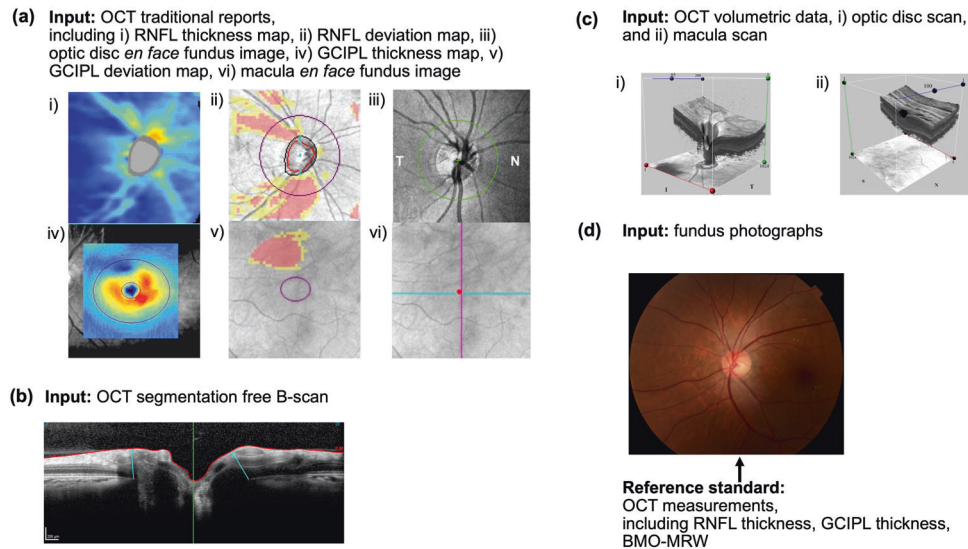 (a) Input: OCT traditional reports,
including i) RNFL thickness map, ii) RNFL deviation map, iii)
optic disc en face fundus image, iv) GCIPL thickness map, v)
GCIPL deviation map, vi) macula en face fundus image
i)
ii)
iii)
T
N
iv)
v)
vi)
(b) Input: OCT segmentation free B-scan
(c) Input: OCT volumetric data, i) optic disc scan,
and ii) macula scan
i)
ii)
I
T
(d) Input: fundus photographs
Reference standard:
OCT measurements,
including RNFL thickness, GCIPL thickness,
BMO-MRW